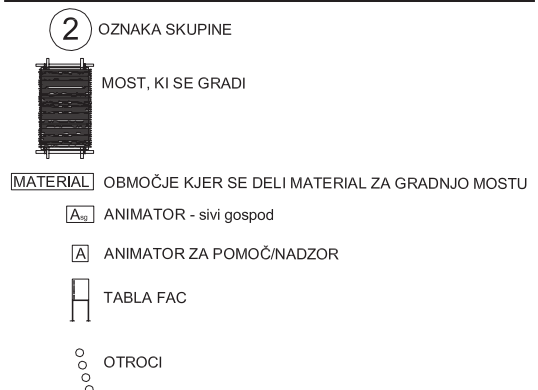 2 OZNAKA SKUPINE
MOST, KI SE GRADI
MATERIAL OBMOČJE KJER SE DELI MATERIAL ZA GRADNJO MOSTU
Asg ANIMATOR - sivi gospod
A ANIMATOR ZA POMOČ/NADZOR
TABLA FAC
OTROCI